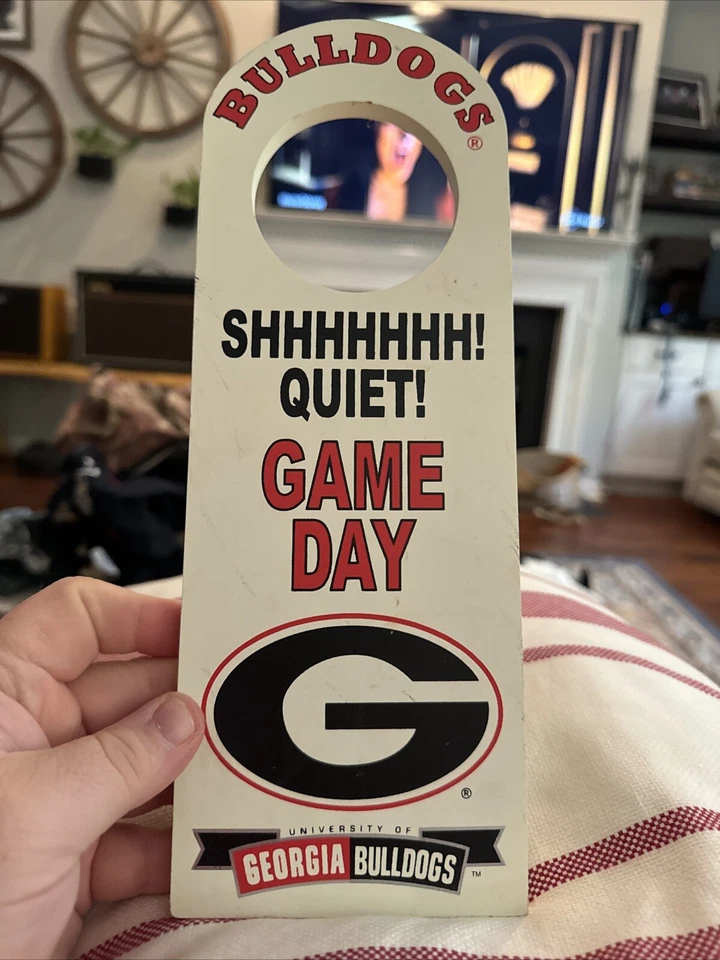 BULLDOGS®
SHHHHHHH!
QUIET!
GAME
DAY
G
®
UNIVERSITY OF
GEORGIA BULLDOGS™